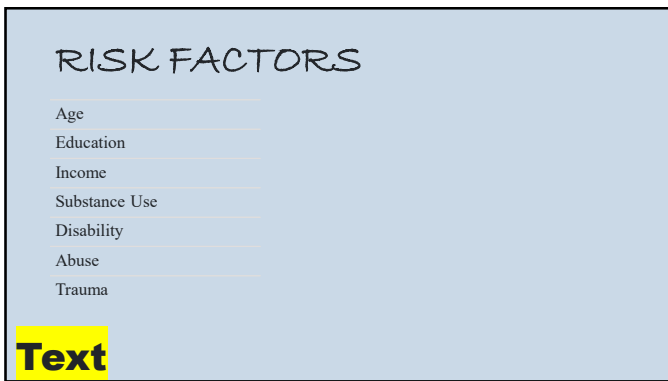 RISK FACTORS
Age
Education
Income
Substance Use
Disability
Abuse
Trauma
Text